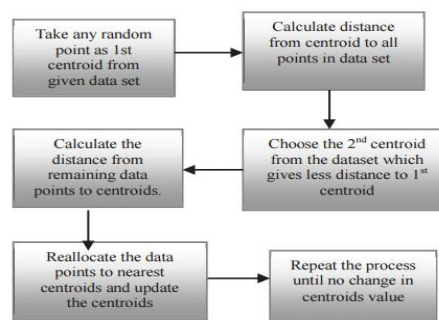 Take any random
point as 1st
centroid from
given data set
Calculate distance
from centroid to all
points in data set
Choose the 2nd centroid
from the dataset which
gives less distance to 1st
centroid
Calculate the
distance from
remaining data
points to centroids.
Reallocate the data
points to nearest
centroids and update
the centroids
Repeat the process
until no change in
centroids value